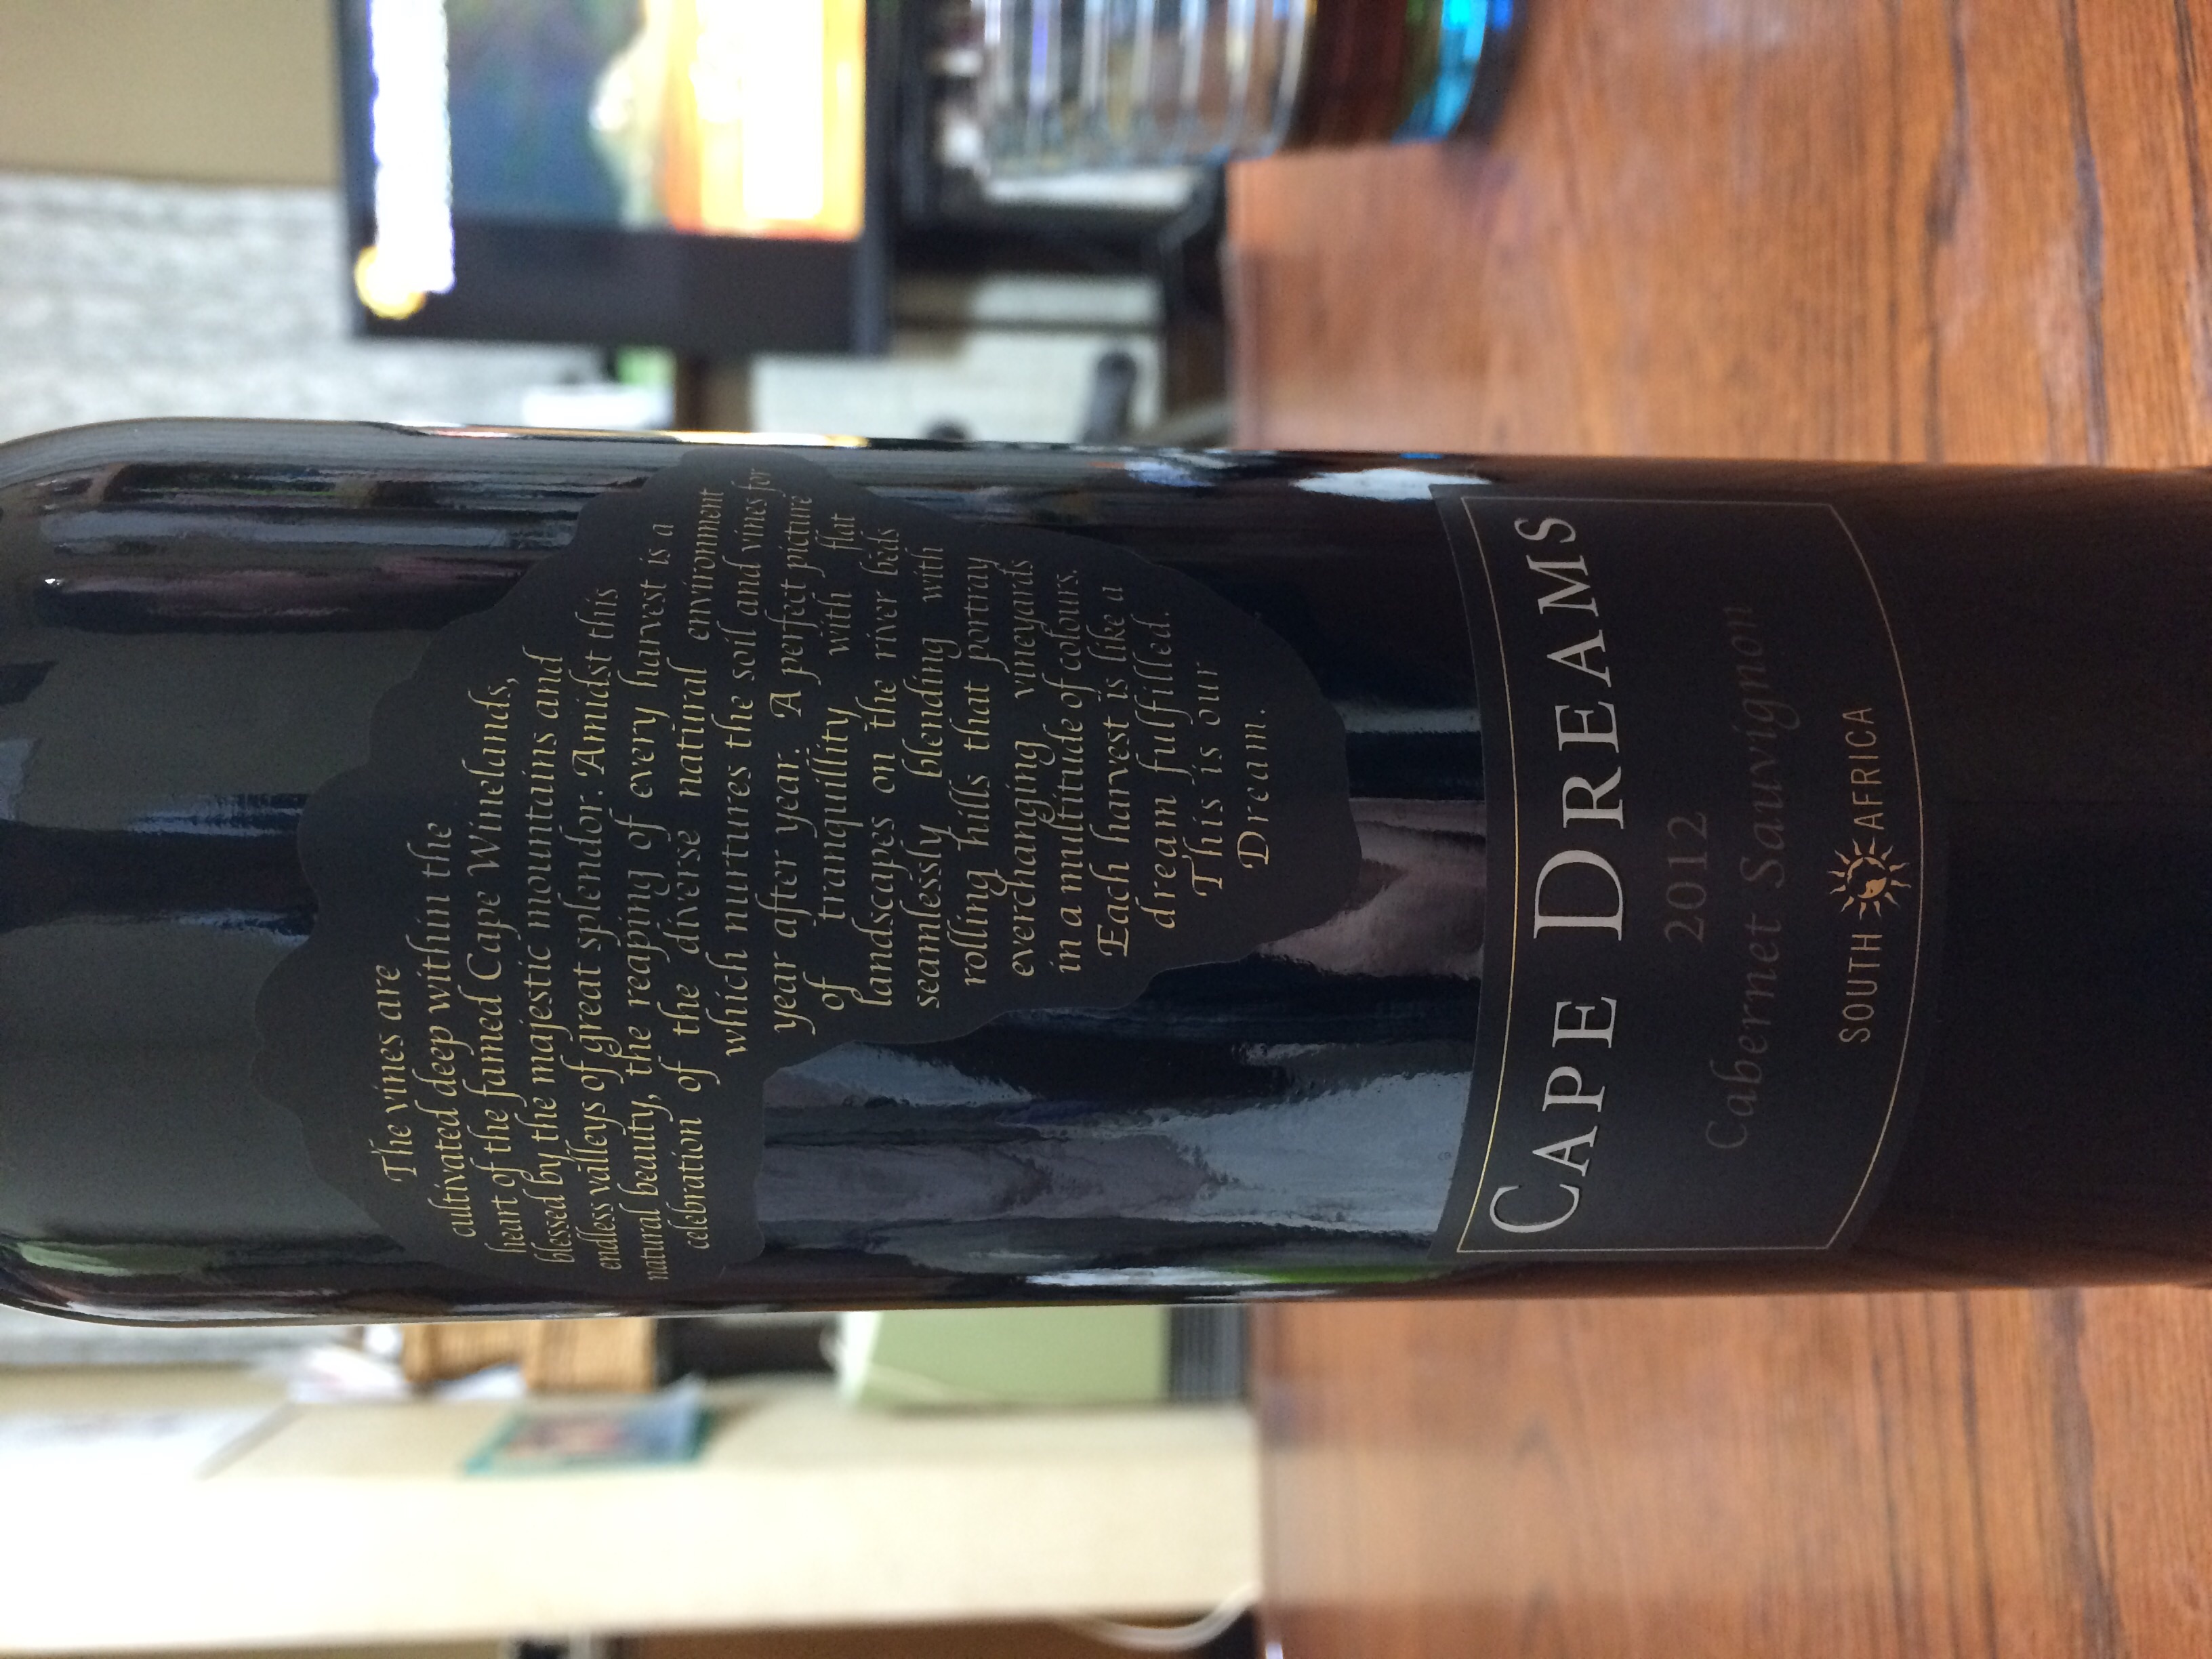 The vines are
cultivated deep within the
heart of the famed Cape Winelands,
blessed by the majestic mountains and
endless valleys of great splendor. Amidst this
natural beauty, the reaping of every harvest is a
celebration of the diverse natural environment
which nurtures the soil and vines for
year after year. A perfect picture
of tranquillity with flat
landscapes on the river beds
seamlessly blending with
rolling hills that portray
everchanging vineyards
in a multitude of colours.
Each harvest is like a
dream fulfilled.
This is our
Dream.
CAPE DREAMS
2012
Cabernet Sauvignon
SOUTH AFRICA